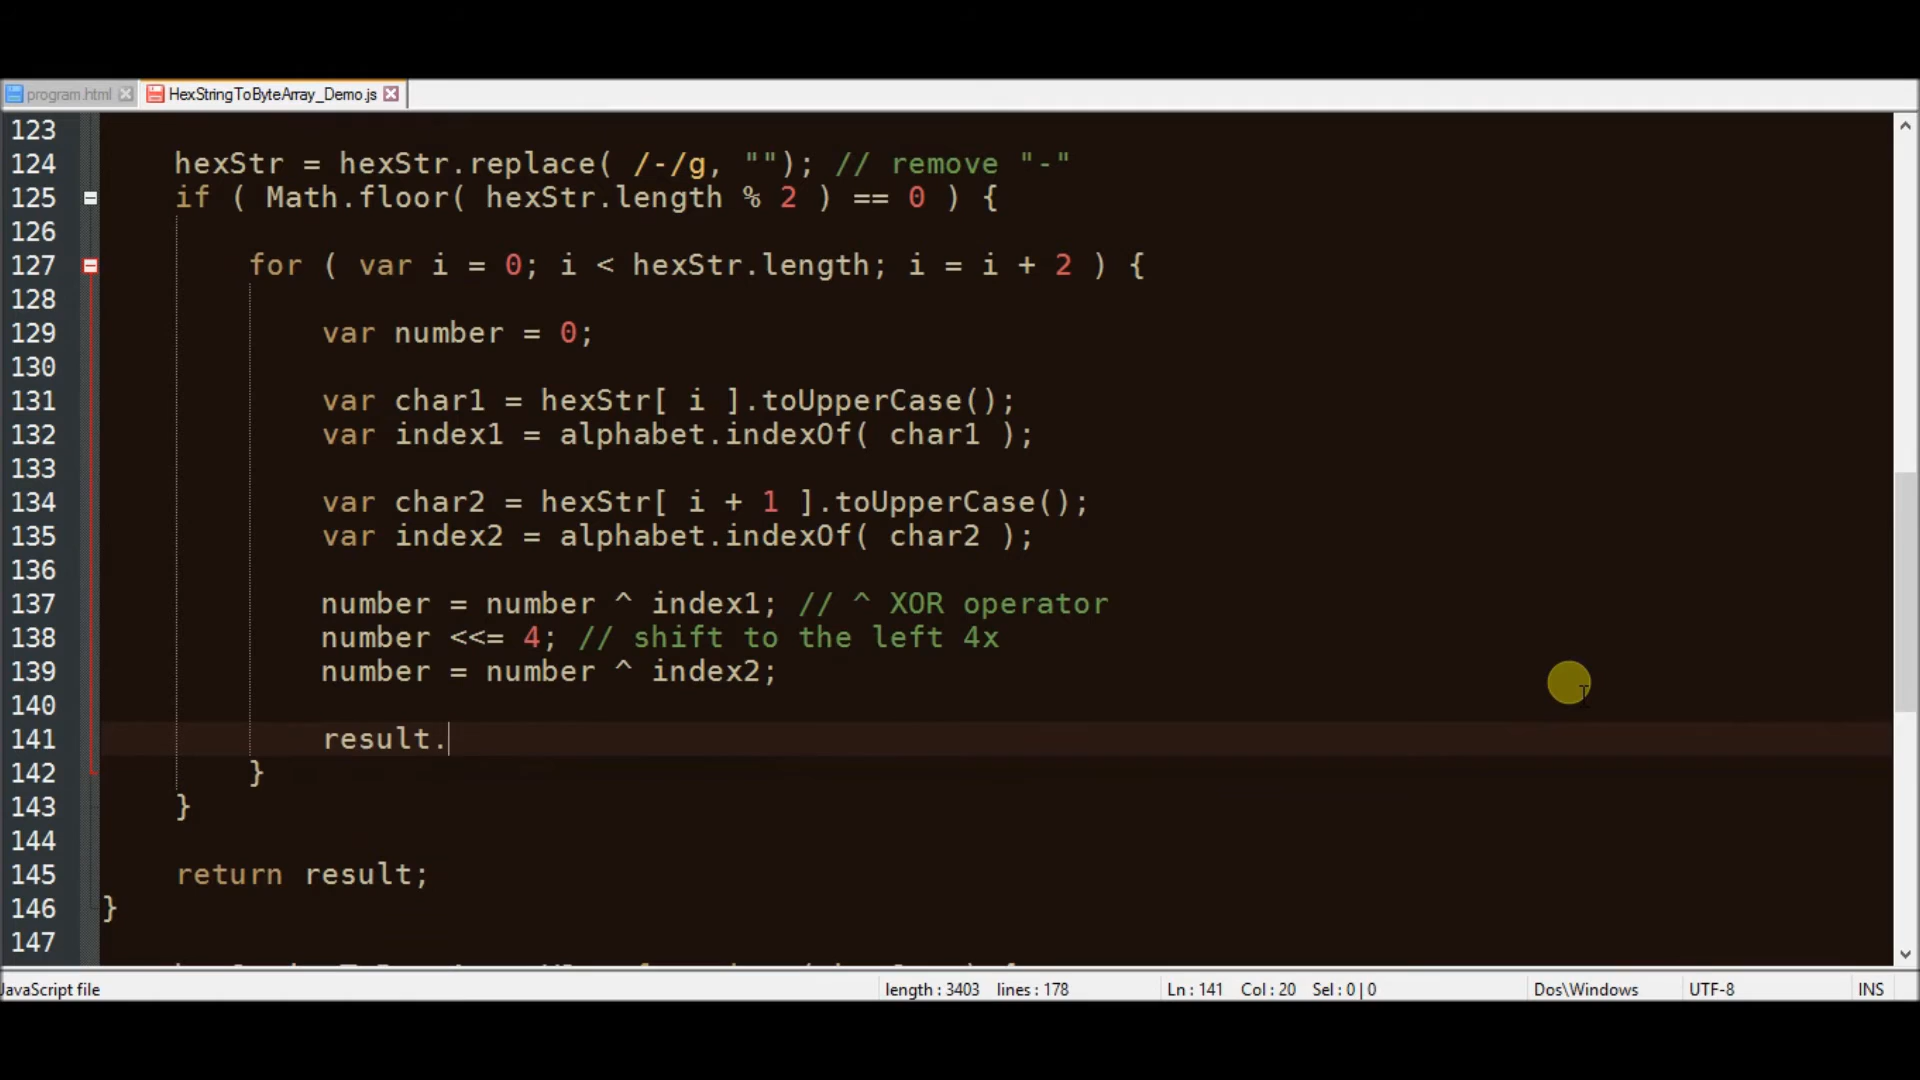 program.html HexStringToByteArray_Demo.js
123
124 hexStr = hexStr.replace( /-/g, ""); // remove "-"
125 if ( Math.floor( hexStr.length % 2 ) == 0 ) {
126
127 for ( var i = 0; i < hexStr.length; i = i + 2 ) {
128
129 var number = 0;
130
131 var char1 = hexStr[ i ].toUpperCase();
132 var index1 = alphabet.indexOf( char1 );
133
134 var char2 = hexStr[ i + 1 ].toUpperCase();
135 var index2 = alphabet.indexOf( char2 );
136
137 number = number ^ index1; // ^ XOR operator
138 number <<= 4; // shift to the left 4x
139 number = number ^ index2;
140
141 result.
142 }
143 }
144
145 return result;
146 }
147
JavaScript file length : 3403 lines : 178 Ln : 141 Col : 20 Sel : 0 | 0 Dos\Windows UTF-8 INS